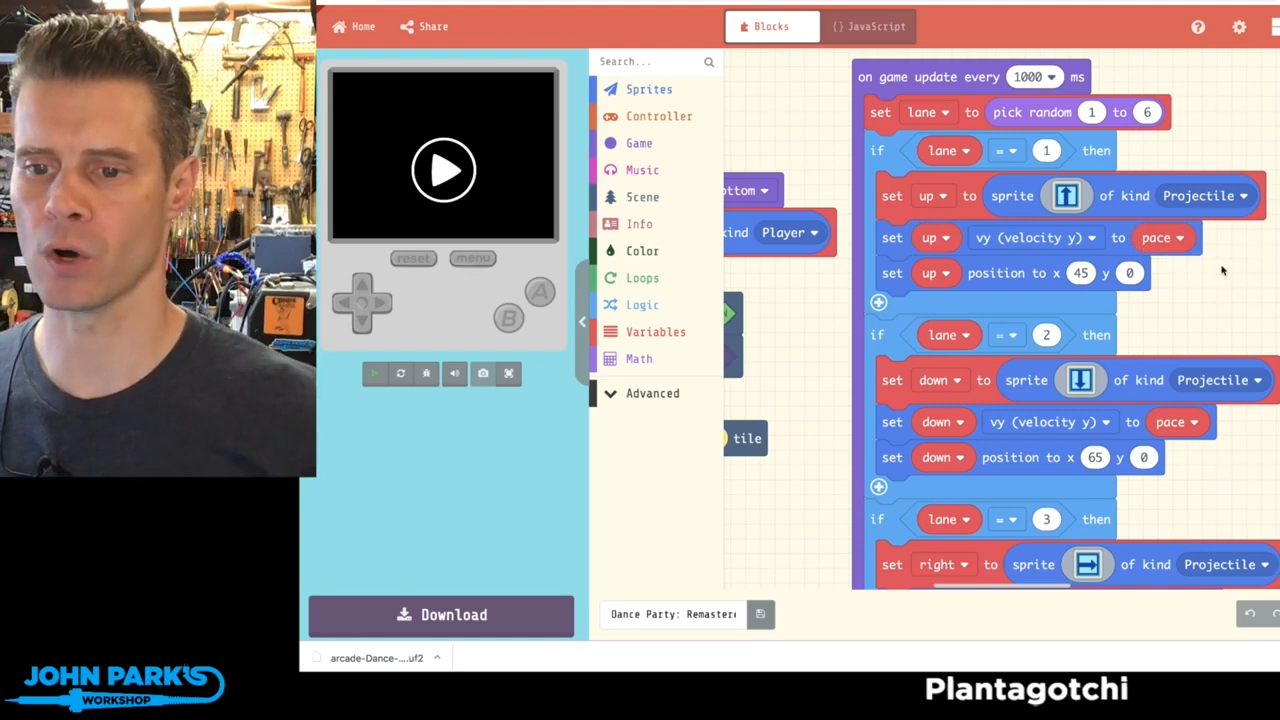 Home
Share
Blocks
{ } JavaScript
Search...
Sprites
Controller
Game
Music
Scene
Info
Color
Loops
Logic
Variables
Math
Advanced
reset
menu
A
B
Download
arcade-Dance-....uf2
Dance Party: Remastere
ottom
kind Player
tile
on game update every 1000 ms
set lane to pick random 1 to 6
if lane = 1 then
set up to sprite of kind Projectile
set up vy (velocity y) to pace
set up position to x 45 y 0
if lane = 2 then
set down to sprite of kind Projectile
set down vy (velocity y) to pace
set down position to x 65 y 0
if lane = 3 then
set right to sprite of kind Projectile
JOHN PARK'S
WORKSHOP
Plantagotchi